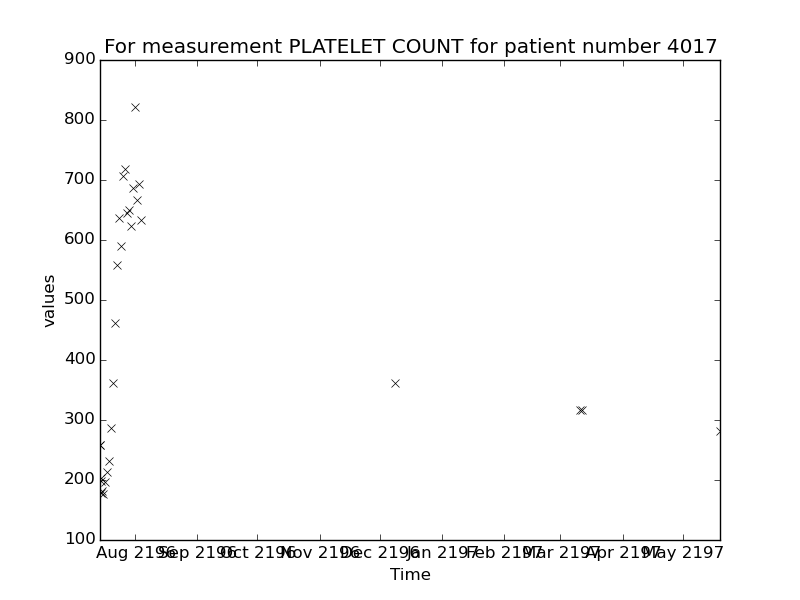 For measurement PLATELET COUNT for patient number 4017
900
800
700
600
500
400
300
200
100
values
Aug 2196 Sep 2196 Oct 2196 Nov 2196 Dec 2196 Jan 2197 Feb 2197 Mar 2197 Apr 2197 May 2197
Time